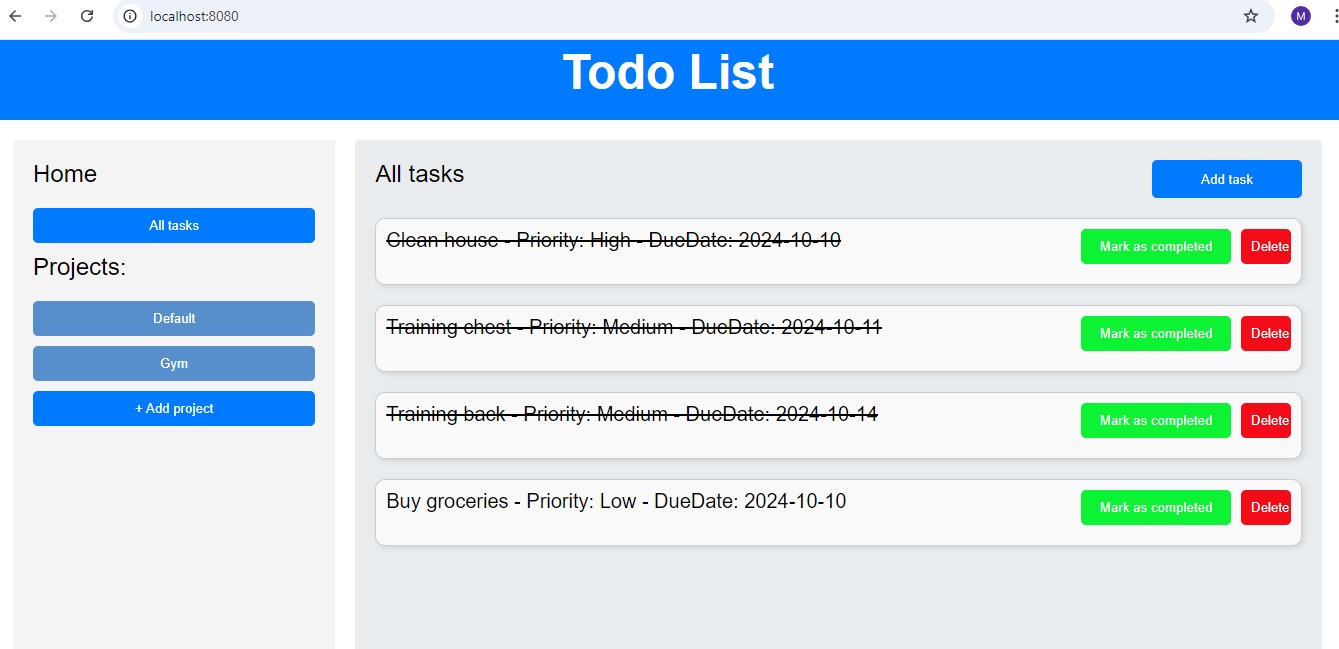 localhost:8080
M
Todo List
Home
All tasks
Projects:
Default
Gym
+ Add project
All tasks
Add task
Clean house - Priority: High - DueDate: 2024-10-10
Mark as completed
Delete
Training chest - Priority: Medium - DueDate: 2024-10-11
Mark as completed
Delete
Training back - Priority: Medium - DueDate: 2024-10-14
Mark as completed
Delete
Buy groceries - Priority: Low - DueDate: 2024-10-10
Mark as completed
Delete